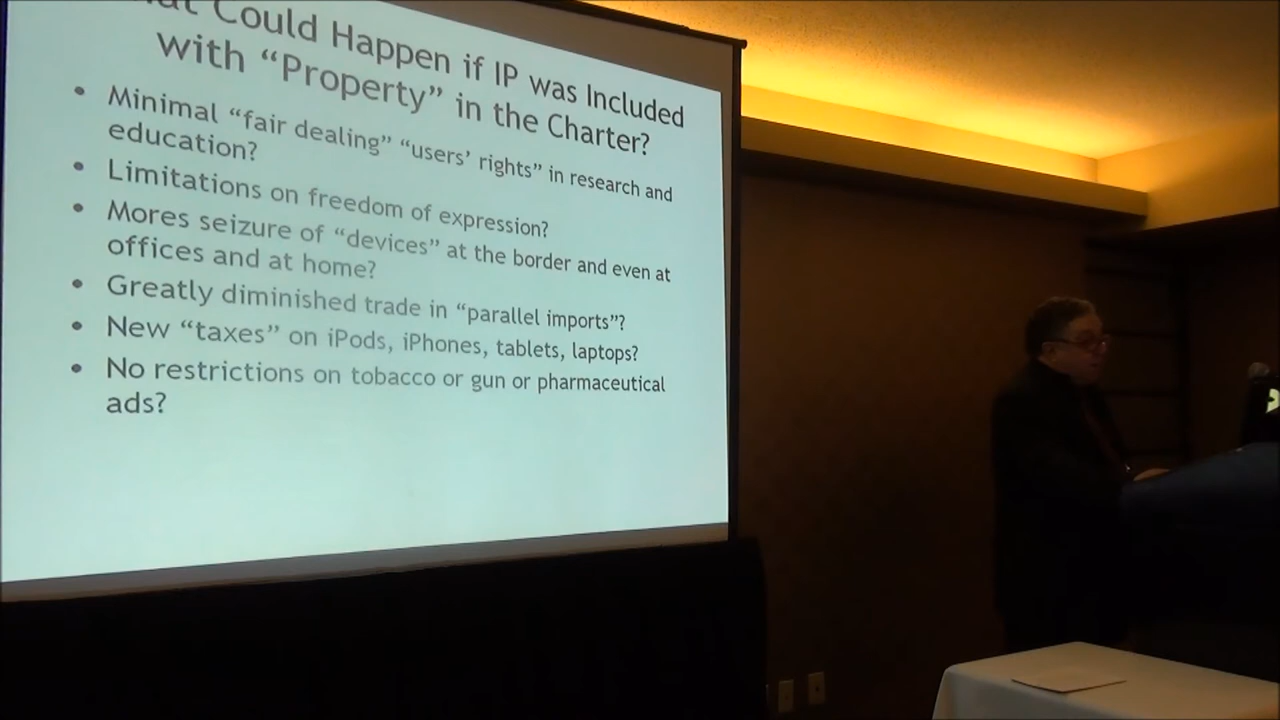 Could Happen if IP was Included
with “Property” in the Charter?
• Minimal “fair dealing” “users’ rights” in research and
education?
• Limitations on freedom of expression?
• Mores seizure of “devices” at the border and even at
offices and at home?
• Greatly diminished trade in “parallel imports”?
• New “taxes” on iPods, iPhones, tablets, laptops?
• No restrictions on tobacco or gun or pharmaceutical
ads?